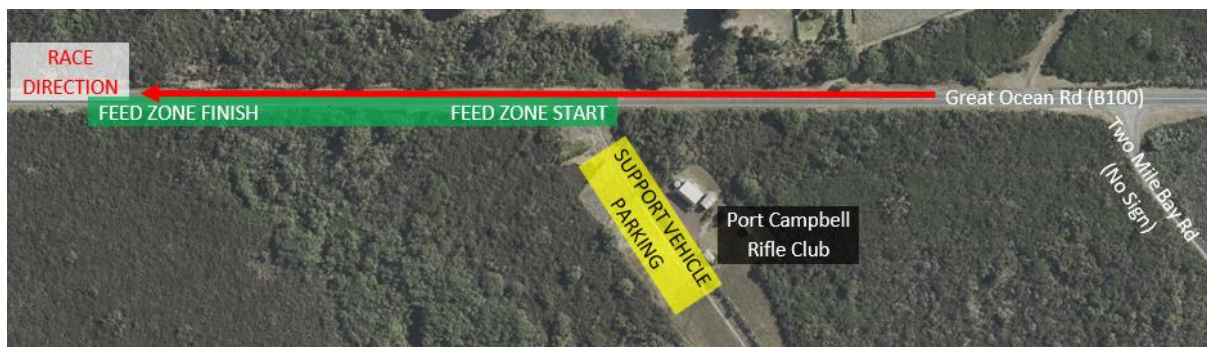 RACE
DIRECTION
FEED ZONE FINISH
FEED ZONE START
Great Ocean Rd (B100)
Two Mile Bay Rd
(No Sign)
SUPPORT VEHICLE
PARKING
Port Campbell
Rifle Club